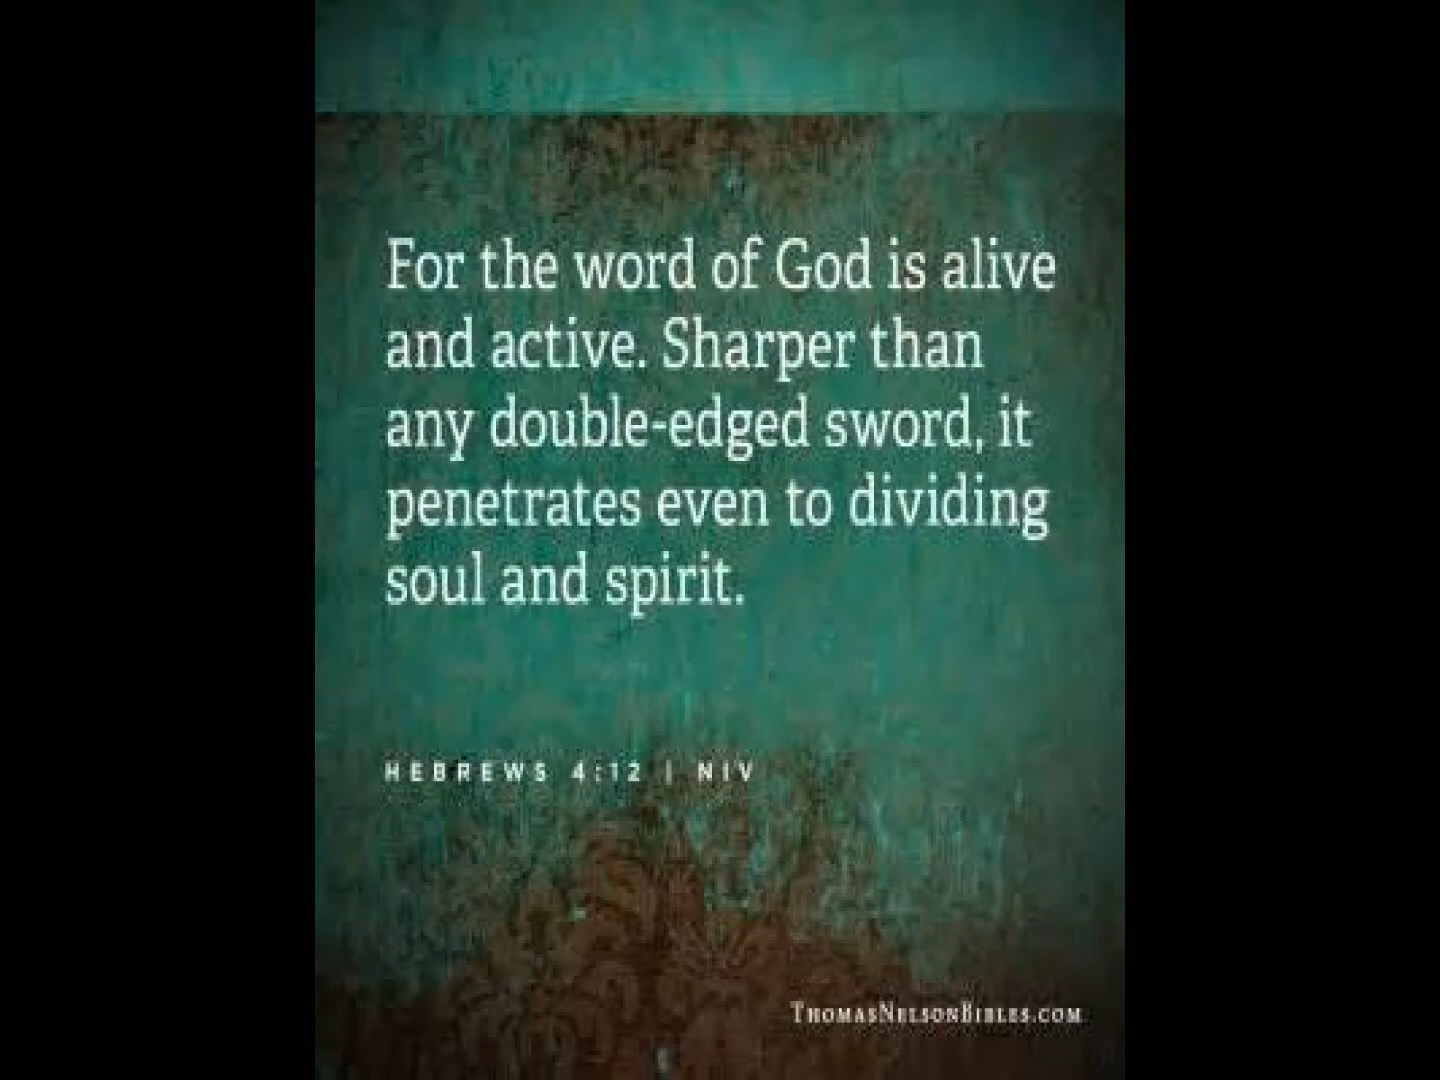 For the word of God is alive
and active. Sharper than
any double-edged sword, it
penetrates even to dividing
soul and spirit.
HEBREWS 4:12 | NIV
THOMASNELSONBIBLES.COM